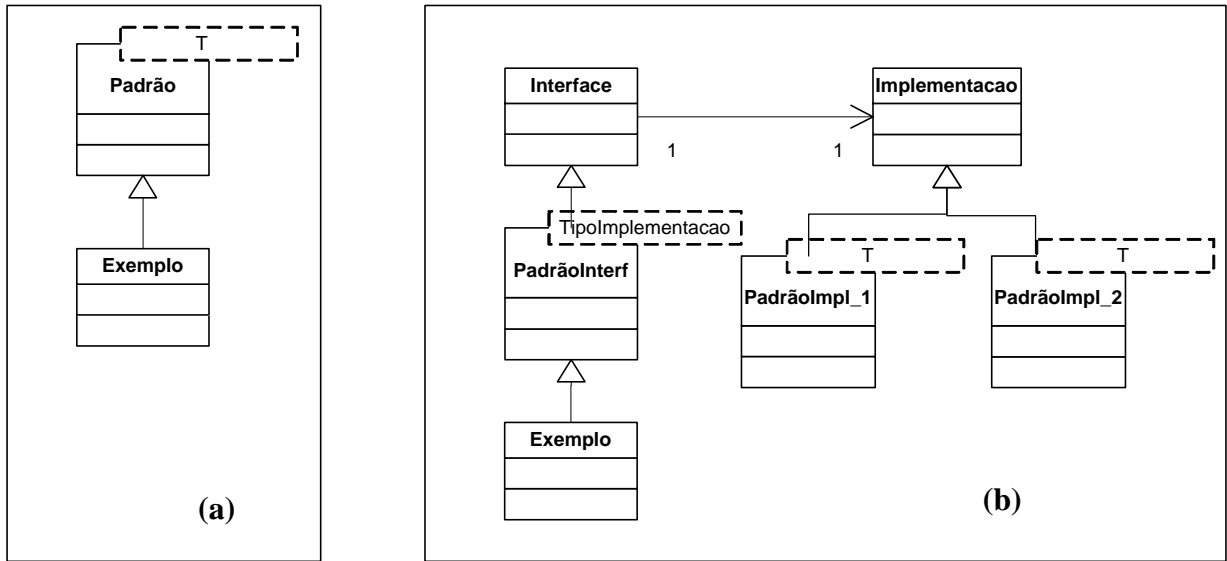 T
Padrão
Exemplo
(a)
Interface
Implementacao
1
1
TipoImplementacao
PadrãoInterf
T
PadrãoImpl_1
T
PadrãoImpl_2
Exemplo
(b)